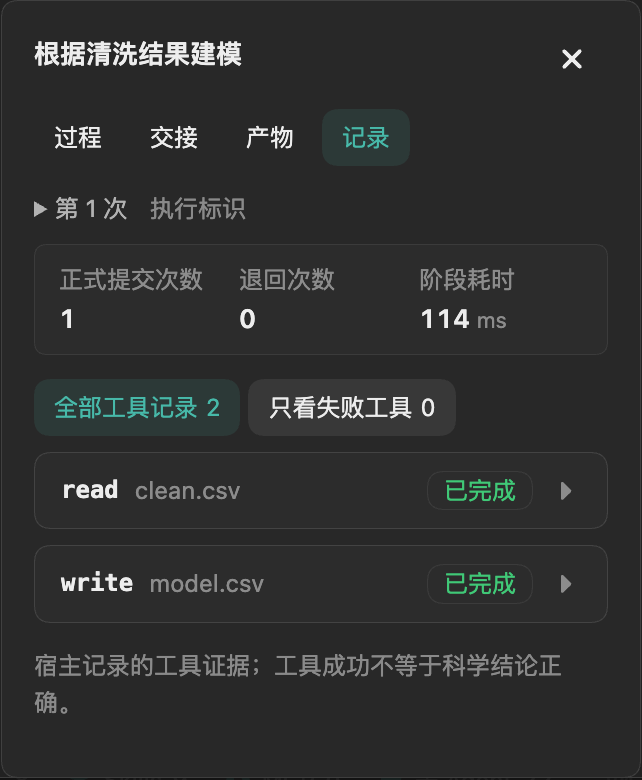 根据清洗结果建模
过程 交接 产物 记录
第 1 次 执行标识
正式提交次数 退回次数 阶段耗时
1 0 114 ms
全部工具记录 2 只看失败工具 0
read clean.csv 已完成
write model.csv 已完成
宿主记录的工具证据；工具成功不等于科学结论正
确。